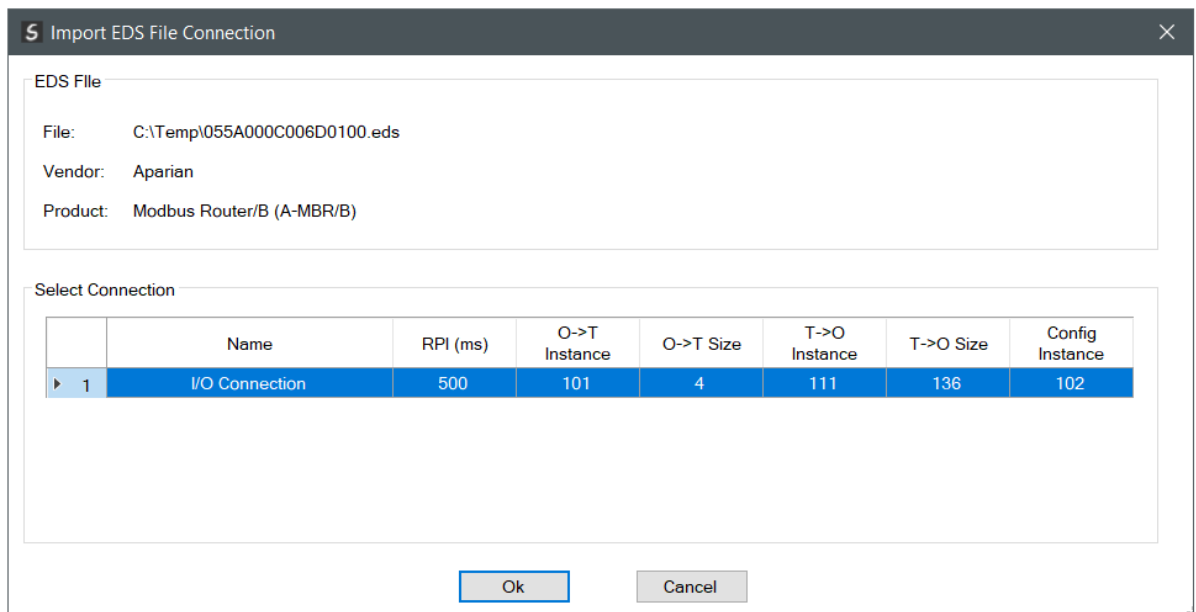 S Import EDS File Connection
EDS FIle
File: C:\Temp\055A000C006D0100.eds
Vendor: Aparian
Product: Modbus Router/B (A-MBR/B)
Select Connection
Name RPI (ms) O->T Instance O->T Size T->O Instance T->O Size Config Instance
1 I/O Connection 500 101 4 111 136 102
Ok Cancel